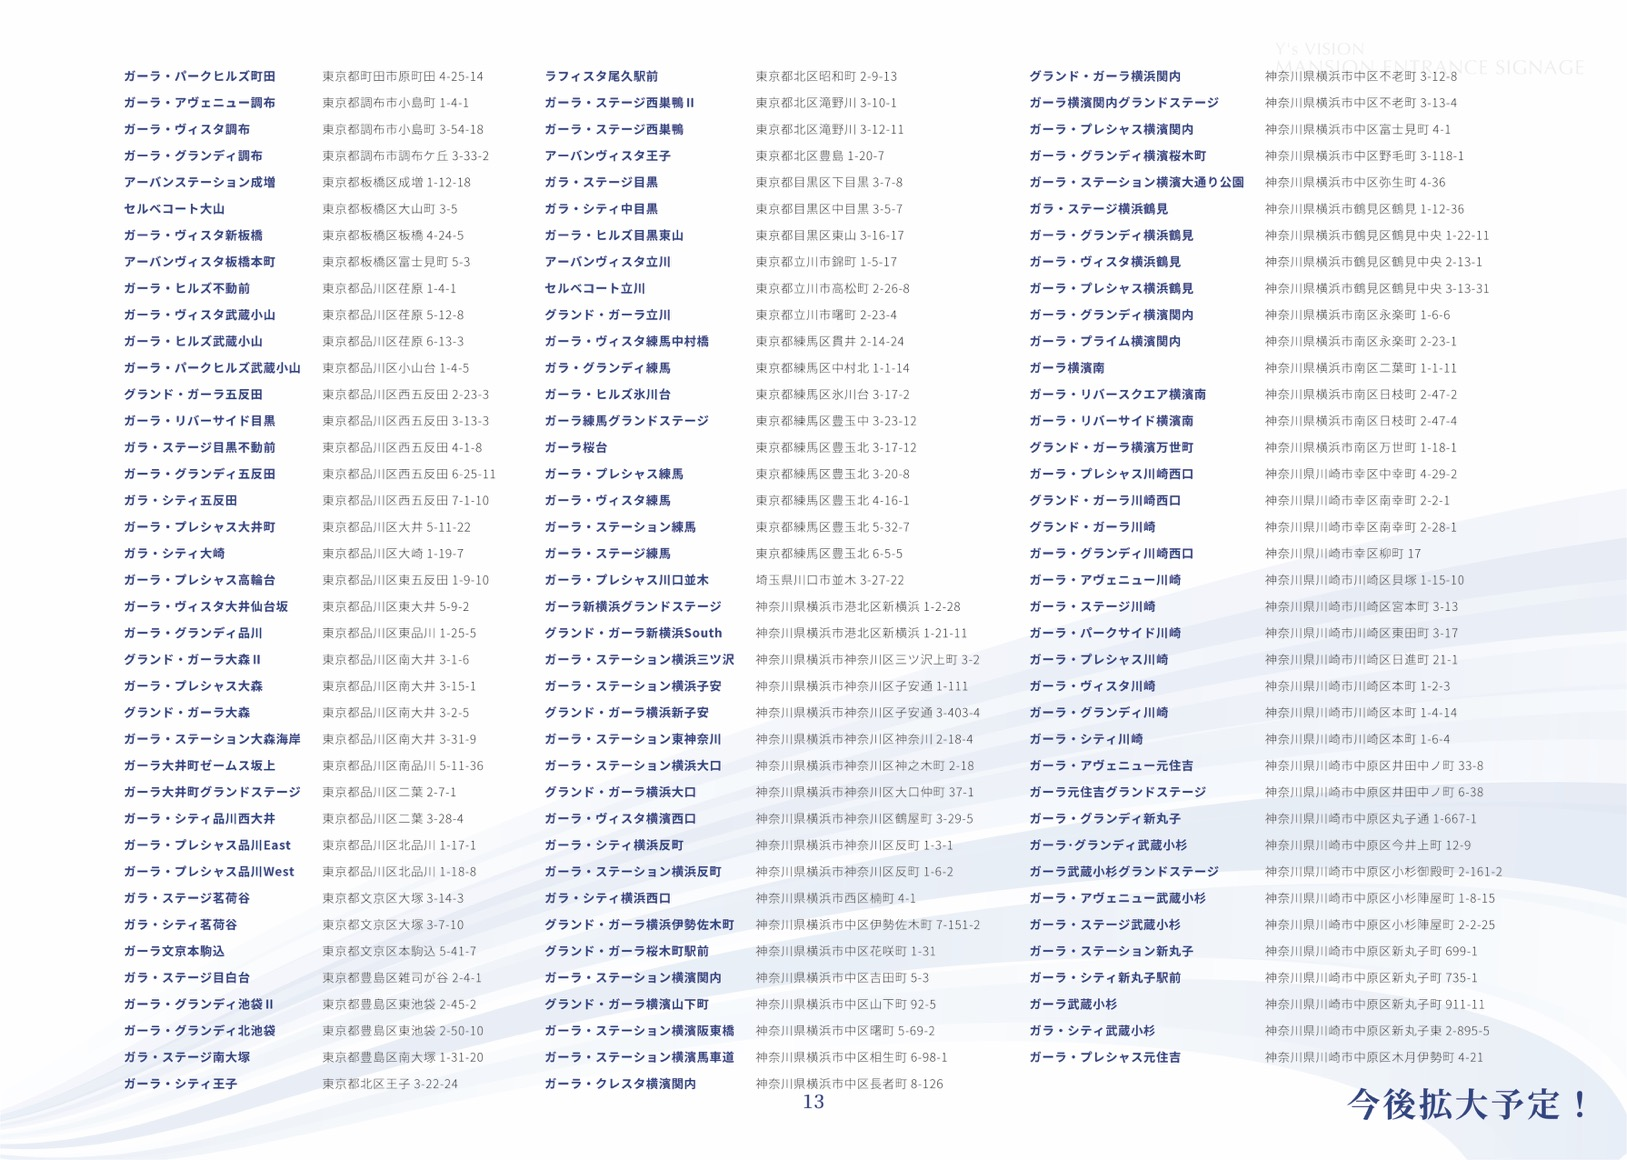 Y's VISION
MANSION ENTRANCE SIGNAGE
ガーラ・パークヒルズ町田 東京都町田市原町田 4-25-14
ガーラ・アヴェニュー調布 東京都調布市小島町 1-4-1
ガーラ・ヴィスタ調布 東京都調布市小島町 3-54-18
ガーラ・グランディ調布 東京都調布市調布ケ丘 3-33-2
アーバンステーション成増 東京都板橋区成増 1-12-18
セルベコート大山 東京都板橋区大山町 3-5
ガーラ・ヴィスタ新板橋 東京都板橋区板橋 4-24-5
アーバンヴィスタ板橋本町 東京都板橋区富士見町 5-3
ガーラ・ヒルズ不動前 東京都品川区荏原 1-4-1
ガーラ・ヴィスタ武蔵小山 東京都品川区荏原 5-12-8
ガーラ・ヒルズ武蔵小山 東京都品川区荏原 6-13-3
ガーラ・パークヒルズ武蔵小山 東京都品川区小山台 1-4-5
グランド・ガーラ五反田 東京都品川区西五反田 2-23-3
ガーラ・リバーサイド目黒 東京都品川区西五反田 3-13-3
ガラ・ステージ目黒不動前 東京都品川区西五反田 4-1-8
ガーラ・グランディ五反田 東京都品川区西五反田 6-25-11
ガラ・シティ五反田 東京都品川区西五反田 7-1-10
ガーラ・プレシャス大井町 東京都品川区大井 5-11-22
ガラ・シティ大崎 東京都品川区大崎 1-19-7
ガーラ・プレシャス高輪台 東京都品川区東五反田 1-9-10
ガーラ・ヴィスタ大井仙台坂 東京都品川区東大井 5-9-2
ガーラ・グランディ品川 東京都品川区東品川 1-25-5
グランド・ガーラ大森Ⅱ 東京都品川区南大井 3-1-6
ガーラ・プレシャス大森 東京都品川区南大井 3-15-1
グランド・ガーラ大森 東京都品川区南大井 3-2-5
ガーラ・ステーション大森海岸 東京都品川区南大井 3-31-9
ガーラ大井町ゼームス坂上 東京都品川区南品川 5-11-36
ガーラ大井町グランドステージ 東京都品川区二葉 2-7-1
ガーラ・シティ品川西大井 東京都品川区二葉 3-28-4
ガーラ・プレシャス品川East 東京都品川区北品川 1-17-1
ガーラ・プレシャス品川West 東京都品川区北品川 1-18-8
ガラ・ステージ茗荷谷 東京都文京区大塚 3-14-3
ガラ・シティ茗荷谷 東京都文京区大塚 3-7-10
ガーラ文京本駒込 東京都文京区本駒込 5-41-7
ガラ・ステージ目白台 東京都豊島区雑司が谷 2-4-1
ガーラ・グランディ池袋Ⅱ 東京都豊島区東池袋 2-45-2
ガーラ・グランディ北池袋 東京都豊島区東池袋 2-50-10
ガラ・ステージ南大塚 東京都豊島区南大塚 1-31-20
ガーラ・シティ王子 東京都北区王子 3-22-24
ラフィスタ尾久駅前 東京都北区昭和町 2-9-13
ガーラ・ステージ西巣鴨Ⅱ 東京都北区滝野川 3-10-1
ガーラ・ステージ西巣鴨 東京都北区滝野川 3-12-11
アーバンヴィスタ王子 東京都北区豊島 1-20-7
ガラ・ステージ目黒 東京都目黒区下目黒 3-7-8
ガラ・シティ中目黒 東京都目黒区中目黒 3-5-7
ガーラ・ヒルズ目黒東山 東京都目黒区東山 3-16-17
アーバンヴィスタ立川 東京都立川市錦町 1-5-17
セルベコート立川 東京都立川市高松町 2-26-8
グランド・ガーラ立川 東京都立川市曙町 2-23-4
ガーラ・ヴィスタ練馬中村橋 東京都練馬区貫井 2-14-24
ガラ・グランディ練馬 東京都練馬区中村北 1-1-14
ガーラ・ヒルズ氷川台 東京都練馬区氷川台 3-17-2
ガーラ練馬グランドステージ 東京都練馬区豊玉中 3-23-12
ガーラ桜台 東京都練馬区豊玉北 3-17-12
ガーラ・プレシャス練馬 東京都練馬区豊玉北 3-20-8
ガーラ・ヴィスタ練馬 東京都練馬区豊玉北 4-16-1
ガーラ・ステーション練馬 東京都練馬区豊玉北 5-32-7
ガーラ・ステージ練馬 東京都練馬区豊玉北 6-5-5
ガーラ・プレシャス川口並木 埼玉県川口市並木 3-27-22
ガーラ新横浜グランドステージ 神奈川県横浜市港北区新横浜 1-2-28
グランド・ガーラ新横浜South 神奈川県横浜市港北区新横浜 1-21-11
ガーラ・ステーション横浜三ツ沢 神奈川県横浜市神奈川区三ツ沢上町 3-2
ガーラ・ステーション横浜子安 神奈川県横浜市神奈川区子安通 1-111
グランド・ガーラ横浜新子安 神奈川県横浜市神奈川区子安通 3-403-4
ガーラ・ステーション東神奈川 神奈川県横浜市神奈川区神奈川 2-18-4
ガーラ・ステーション横浜大口 神奈川県横浜市神奈川区神之木町 2-18
グランド・ガーラ横浜大口 神奈川県横浜市神奈川区大口仲町 37-1
ガーラ・ヴィスタ横濱西口 神奈川県横浜市神奈川区鶴屋町 3-29-5
ガーラ・シティ横浜反町 神奈川県横浜市神奈川区反町 1-3-1
ガーラ・ステーション横浜反町 神奈川県横浜市神奈川区反町 1-6-2
ガラ・シティ横浜西口 神奈川県横浜市西区楠町 4-1
グランド・ガーラ横浜伊勢佐木町 神奈川県横浜市中区伊勢佐木町 7-151-2
グランド・ガーラ桜木町駅前 神奈川県横浜市中区花咲町 1-31
ガーラ・ステーション横濱関内 神奈川県横浜市中区吉田町 5-3
グランド・ガーラ横濱山下町 神奈川県横浜市中区山下町 92-5
ガーラ・ステーション横濱阪東橋 神奈川県横浜市中区曙町 5-69-2
ガーラ・ステーション横濱馬車道 神奈川県横浜市中区相生町 6-98-1
ガーラ・クレスタ横濱関内 神奈川県横浜市中区長者町 8-126
グランド・ガーラ横浜関内 神奈川県横浜市中区不老町 3-12-8
ガーラ横濱関内グランドステージ 神奈川県横浜市中区不老町 3-13-4
ガーラ・プレシャス横濱関内 神奈川県横浜市中区富士見町 4-1
ガーラ・グランディ横濱桜木町 神奈川県横浜市中区野毛町 3-118-1
ガーラ・ステーション横濱大通り公園 神奈川県横浜市中区弥生町 4-36
ガラ・ステージ横浜鶴見 神奈川県横浜市鶴見区鶴見 1-12-36
ガーラ・グランディ横浜鶴見 神奈川県横浜市鶴見区鶴見中央 1-22-11
ガーラ・ヴィスタ横浜鶴見 神奈川県横浜市鶴見区鶴見中央 2-13-1
ガーラ・プレシャス横浜鶴見 神奈川県横浜市鶴見区鶴見中央 3-13-31
ガーラ・グランディ横濱関内 神奈川県横浜市南区永楽町 1-6-6
ガーラ・プライム横濱関内 神奈川県横浜市南区永楽町 2-23-1
ガーラ横濱南 神奈川県横浜市南区二葉町 1-1-11
ガーラ・リバースクエア横濱南 神奈川県横浜市南区日枝町 2-47-2
ガーラ・リバーサイド横濱南 神奈川県横浜市南区日枝町 2-47-4
グランド・ガーラ横濱万世町 神奈川県横浜市南区万世町 1-18-1
ガーラ・プレシャス川崎西口 神奈川県川崎市幸区中幸町 4-29-2
グランド・ガーラ川崎西口 神奈川県川崎市幸区南幸町 2-2-1
グランド・ガーラ川崎 神奈川県川崎市幸区南幸町 2-28-1
ガーラ・グランディ川崎西口 神奈川県川崎市幸区柳町 17
ガーラ・アヴェニュー川崎 神奈川県川崎市川崎区貝塚 1-15-10
ガーラ・ステージ川崎 神奈川県川崎市川崎区宮本町 3-13
ガーラ・パークサイド川崎 神奈川県川崎市川崎区東田町 3-17
ガーラ・プレシャス川崎 神奈川県川崎市川崎区日進町 21-1
ガーラ・ヴィスタ川崎 神奈川県川崎市川崎区本町 1-2-3
ガーラ・グランディ川崎 神奈川県川崎市川崎区本町 1-4-14
ガーラ・シティ川崎 神奈川県川崎市川崎区本町 1-6-4
ガーラ・アヴェニュー元住吉 神奈川県川崎市中原区井田中ノ町 33-8
ガーラ元住吉グランドステージ 神奈川県川崎市中原区井田中ノ町 6-38
ガーラ・グランディ新丸子 神奈川県川崎市中原区丸子通 1-667-1
ガーラ･グランディ武蔵小杉 神奈川県川崎市中原区今井上町 12-9
ガーラ武蔵小杉グランドステージ 神奈川県川崎市中原区小杉御殿町 2-161-2
ガーラ・アヴェニュー武蔵小杉 神奈川県川崎市中原区小杉陣屋町 1-8-15
ガーラ・ステージ武蔵小杉 神奈川県川崎市中原区小杉陣屋町 2-2-25
ガーラ・ステーション新丸子 神奈川県川崎市中原区新丸子町 699-1
ガーラ・シティ新丸子駅前 神奈川県川崎市中原区新丸子町 735-1
ガーラ武蔵小杉 神奈川県川崎市中原区新丸子町 911-11
ガラ・シティ武蔵小杉 神奈川県川崎市中原区新丸子東 2-895-5
ガーラ・プレシャス元住吉 神奈川県川崎市中原区木月伊勢町 4-21
13
今後拡大予定！